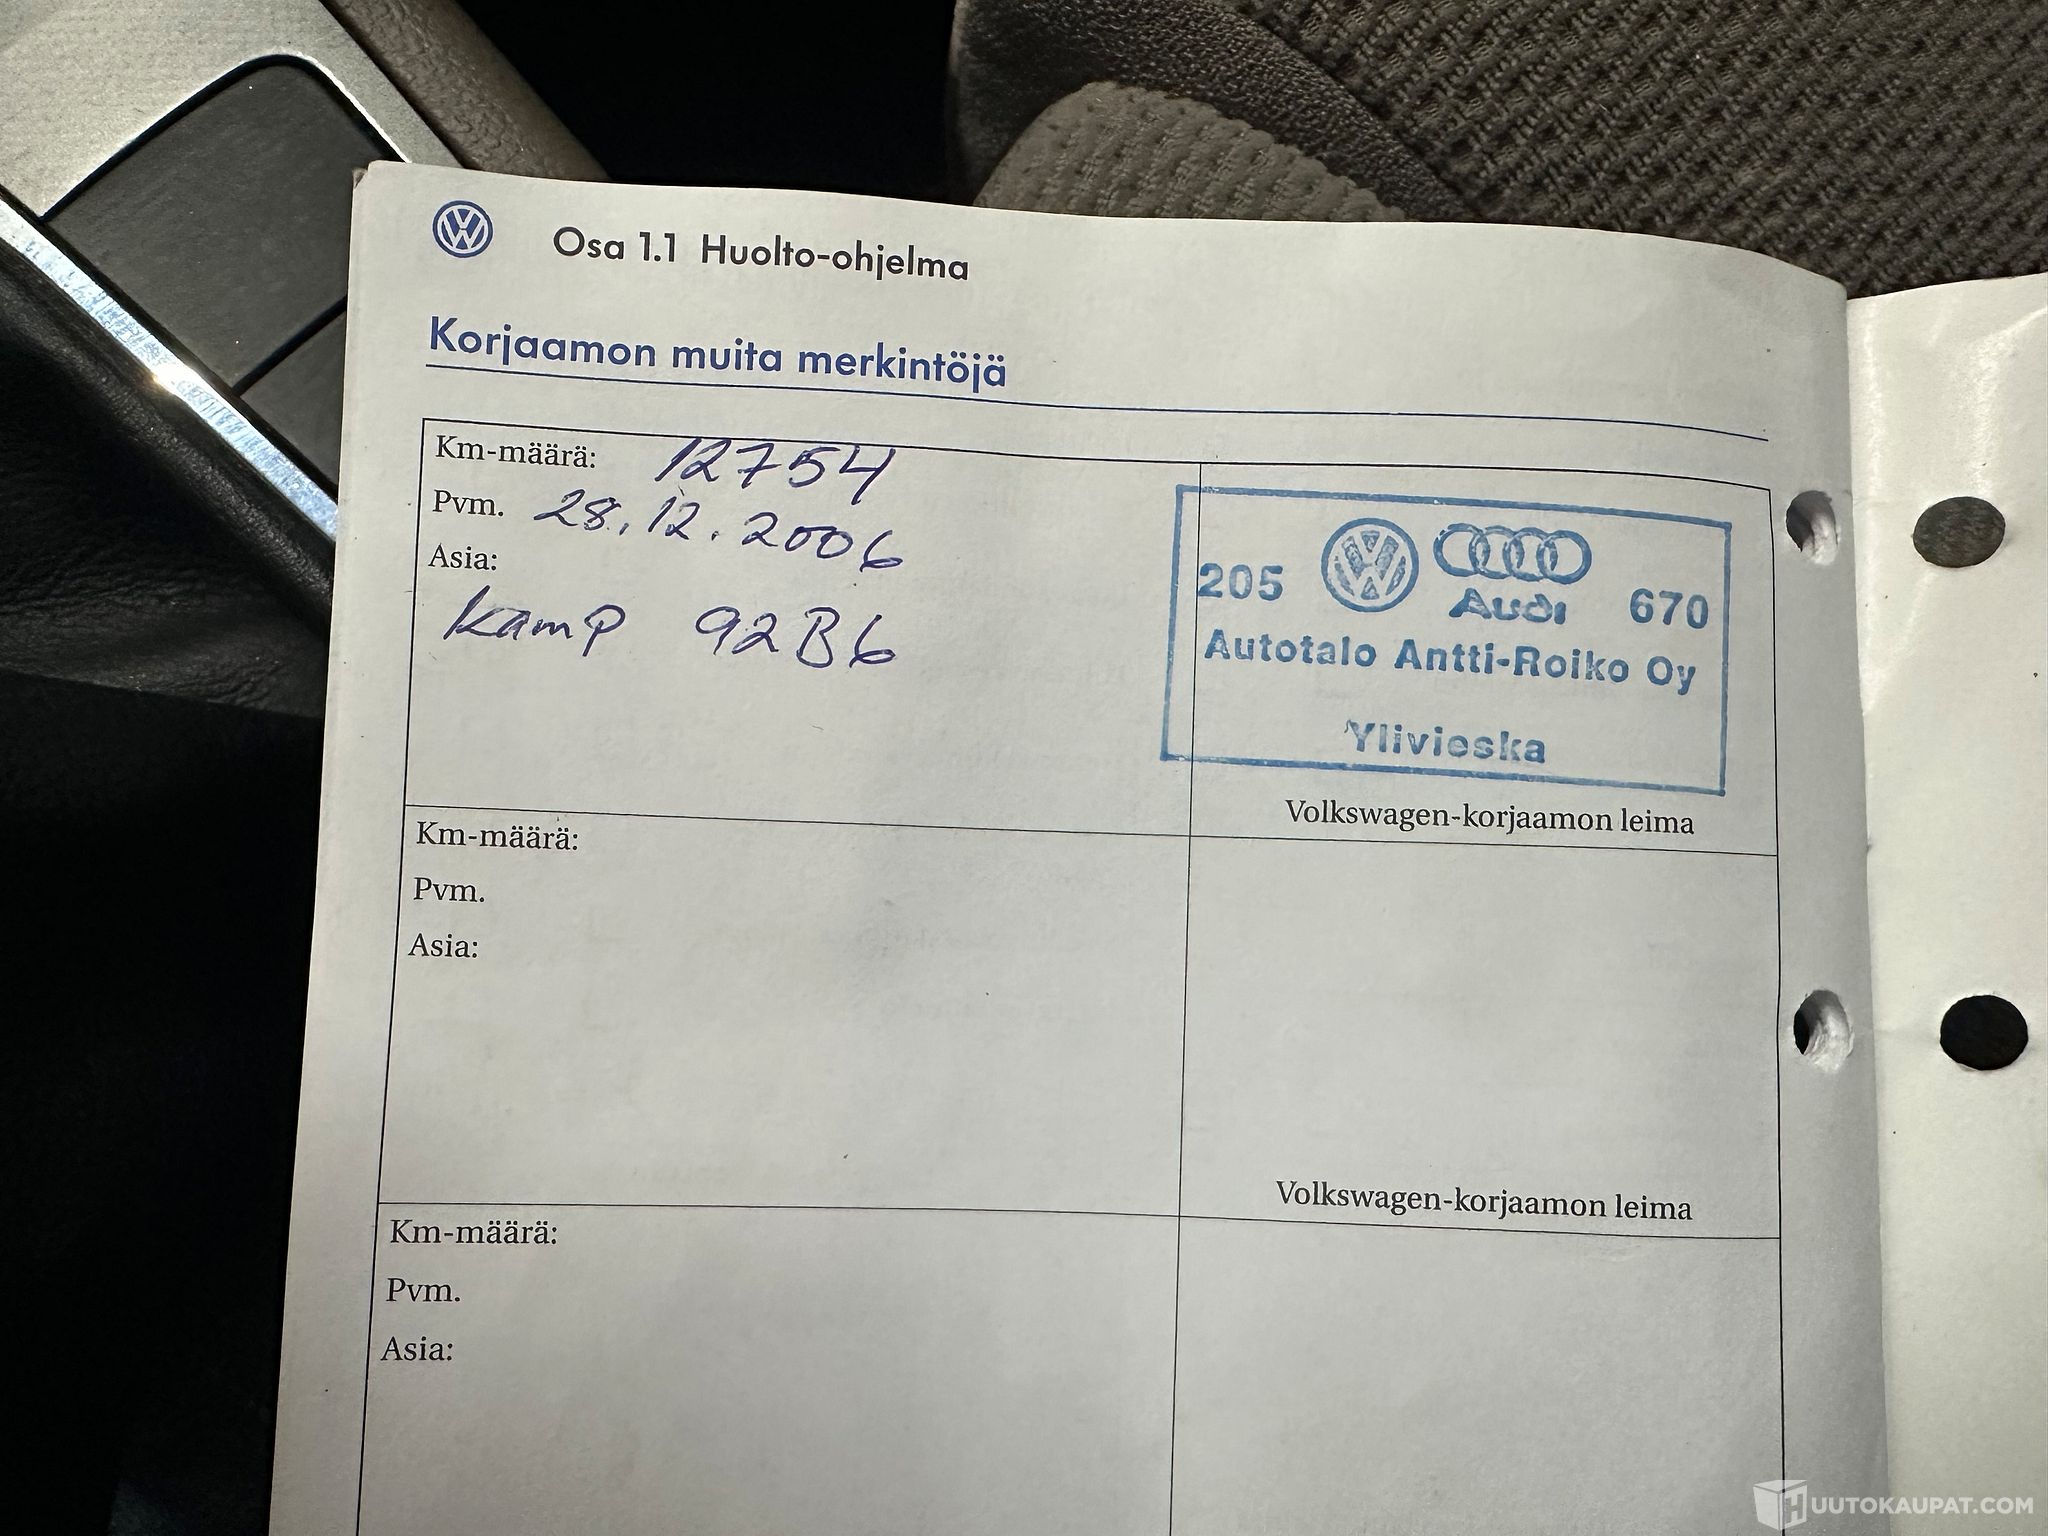 Osa 1.1 Huolto-ohjelma
Korjaamon muita merkintöjä
Km-määrä: 12754
Pvm. 28.12.2006
Asia:
Kamp 92B6
205 Audi 670
Autotalo Antti-Roiko Oy
Ylivieska
Volkswagen-korjaamon leima
Km-määrä:
Pvm.
Asia:
Volkswagen-korjaamon leima
Km-määrä:
Pvm.
Asia:
HUUTOKAUPAT.COM